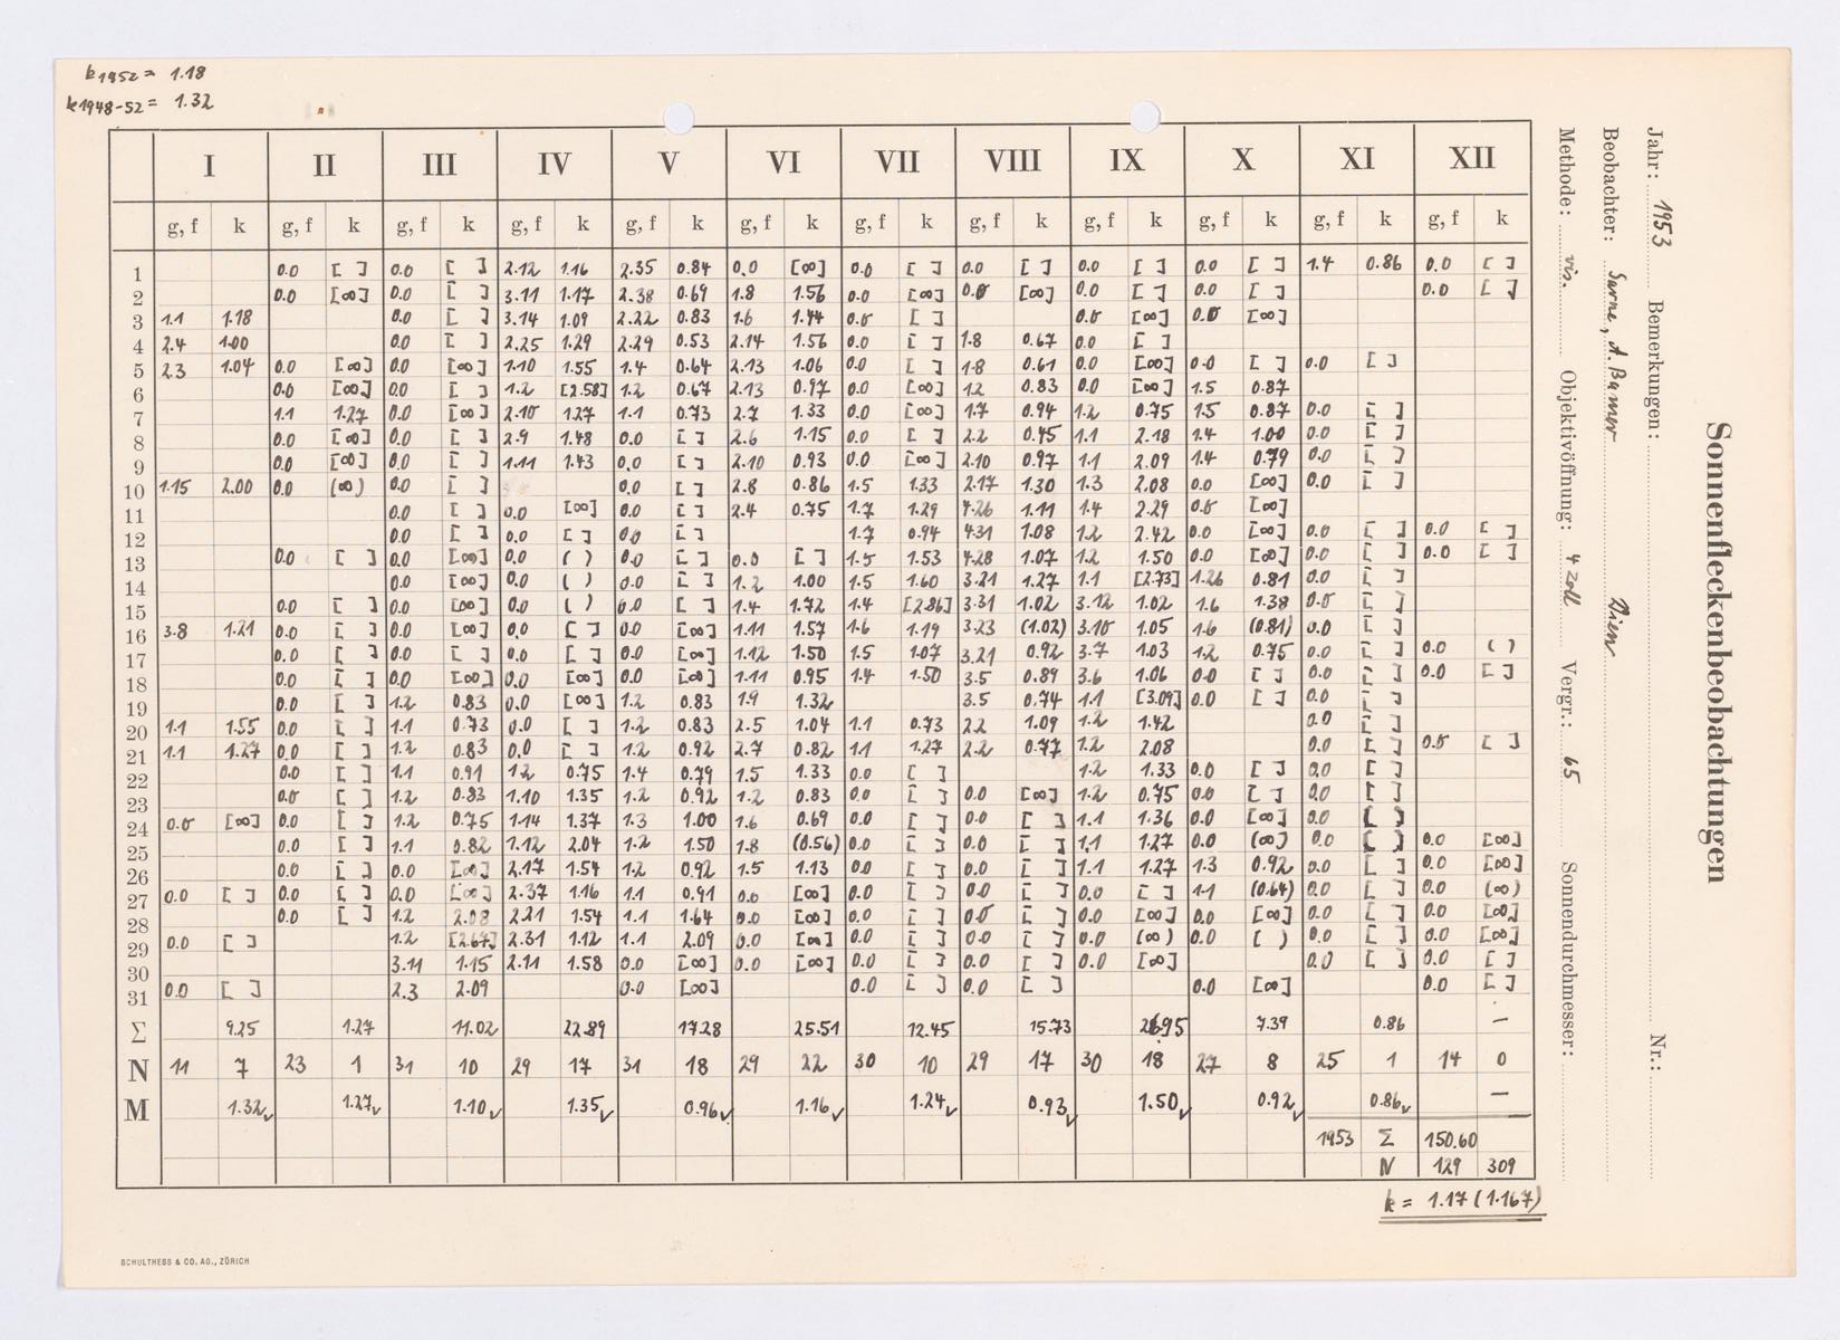 k1952 = 1.18
k1948-52 = 1.32
I II III IV V VI VII VIII IX X XI XII
g, f k g, f k g, f k g, f k g, f k g, f k g, f k g, f k g, f k g, f k g, f k g, f k
1 0.0 [ ] 0.0 [ ] 2.12 1.16 2.35 0.84 0.0 [∞] 0.0 [ ] 0.0 [ ] 0.0 [ ] 0.0 [ ] 1.4 0.86 0.0 [ ]
2 0.0 [∞] 0.0 [ ] 3.11 1.17 2.38 0.69 1.8 1.56 0.0 [∞] 0.0 [∞] 0.0 [ ] 0.0 [ ] 0.0 [ ]
3 1.1 1.18 0.0 [ ] 3.14 1.09 2.22 0.83 1.6 1.44 0.0 [ ] 0.0 [∞] 0.0 [∞]
4 2.4 1.00 0.0 [ ] 2.25 1.29 2.29 0.53 2.14 1.56 0.0 [ ] 1.8 0.67 0.0 [ ]
5 2.3 1.04 0.0 [∞] 0.0 [∞] 1.10 1.55 1.4 0.64 2.13 1.06 0.0 [ ] 1.8 0.61 0.0 [∞] 0.0 [ ] 0.0 [ ]
6 0.0 [∞] 0.0 [ ] 1.2 [2.58] 1.2 0.67 2.13 0.97 0.0 [∞] 1.2 0.83 0.0 [∞] 1.5 0.87
7 1.1 1.27 0.0 [∞] 2.10 1.27 1.1 0.73 2.7 1.33 0.0 [∞] 1.7 0.94 1.2 0.75 1.5 0.87 0.0 [ ]
8 0.0 [∞] 0.0 [ ] 2.9 1.48 0.0 [ ] 2.6 1.15 0.0 [ ] 2.2 0.45 1.1 2.18 1.4 1.00 0.0 [ ]
9 0.0 [∞] 0.0 [ ] 1.11 1.43 0.0 [ ] 2.10 0.93 0.0 [∞] 2.10 0.97 1.1 2.09 1.4 0.79 0.0 [ ]
10 1.15 2.00 0.0 (∞) 0.0 [ ] 0.0 [ ] 2.8 0.86 1.5 1.33 2.17 1.30 1.3 2.08 0.0 [∞] 0.0 [ ]
11 0.0 [ ] 0.0 [∞] 0.0 [ ] 2.4 0.75 1.7 1.29 4.26 1.11 1.4 2.29 0.0 [∞]
12 0.0 [ ] 0.0 [ ] 0.0 [ ] 1.7 0.94 4.31 1.08 1.2 2.42 0.0 [∞] 0.0 [ ] 0.0 [ ]
13 0.0 [ ] 0.0 [∞] 0.0 ( ) 0.0 [ ] 0.0 [ ] 1.5 1.53 4.28 1.07 1.2 1.50 0.0 [∞] 0.0 [ ] 0.0 [ ]
14 0.0 [∞] 0.0 ( ) 0.0 [ ] 1.2 1.00 1.5 1.60 3.21 1.27 1.1 [2.73] 1.26 0.81 0.0 [ ]
15 0.0 [ ] 0.0 [∞] 0.0 ( ) 0.0 [ ] 1.4 1.72 1.4 [2.86] 3.31 1.02 3.12 1.02 1.6 1.38 0.0 [ ]
16 3.8 1.21 0.0 [ ] 0.0 [∞] 0.0 [ ] 0.0 [∞] 1.11 1.57 1.6 1.19 3.23 (1.02) 3.10 1.05 1.6 (0.81) 0.0 [ ]
17 0.0 [ ] 0.0 [ ] 0.0 [ ] 0.0 [∞] 1.12 1.50 1.5 1.07 3.21 0.92 3.7 1.03 1.2 0.75 0.0 [ ] 0.0 ( )
18 0.0 [ ] 0.0 [∞] 0.0 [∞] 0.0 [∞] 1.11 0.95 1.4 1.50 3.5 0.89 3.6 1.06 0.0 [ ] 0.0 [ ] 0.0 [ ]
19 0.0 [ ] 1.2 0.83 0.0 [∞] 1.2 0.83 1.9 1.32 3.5 0.74 1.1 [3.09] 0.0 [ ] 0.0 [ ]
20 1.1 1.55 0.0 [ ] 1.1 0.73 0.0 [ ] 1.2 0.83 2.5 1.04 1.1 0.73 2.2 1.09 1.2 1.42 0.0 [ ]
21 1.1 1.27 0.0 [ ] 1.2 0.83 0.0 [ ] 1.2 0.92 2.7 0.82 1.1 1.27 2.2 0.77 1.2 2.08 0.0 [ ] 0.0 [ ]
22 0.0 [ ] 1.1 0.91 1.2 0.75 1.4 0.79 1.5 1.33 0.0 [ ] 1.2 1.33 0.0 [ ] 0.0 [ ]
23 0.0 [ ] 1.2 0.83 1.10 1.35 1.2 0.92 1.2 0.83 0.0 [ ] 0.0 [∞] 1.2 0.75 0.0 [ ] 0.0 [ ]
24 0.0 [∞] 0.0 [ ] 1.2 0.75 1.14 1.37 1.3 1.00 1.6 0.69 0.0 [ ] 0.0 [ ] 1.1 1.36 0.0 [∞] 0.0 [ ]
25 0.0 [ ] 1.1 0.82 1.12 2.04 1.2 1.50 1.8 (0.56) 0.0 [ ] 0.0 [ ] 1.1 1.27 0.0 (∞) 0.0 [ ] 0.0 [∞]
26 0.0 [ ] 0.0 [∞] 2.17 1.54 1.2 0.92 1.5 1.13 0.0 [ ] 0.0 [ ] 1.1 1.27 1.3 0.92 0.0 [ ] 0.0 [∞]
27 0.0 [ ] 0.0 [ ] 0.0 [∞] 2.37 1.16 1.1 0.91 0.0 [∞] 0.0 [ ] 0.0 [ ] 0.0 [ ] 1.1 (0.64) 0.0 [ ] 0.0 (∞)
28 0.0 [ ] 1.2 2.08 2.21 1.54 1.1 1.64 0.0 [∞] 0.0 [ ] 0.0 [ ] 0.0 [∞] 0.0 [∞] 0.0 [ ] 0.0 [∞]
29 0.0 [ ] 1.2 [2.67] 2.31 1.12 1.1 2.09 0.0 [∞] 0.0 [ ] 0.0 [ ] 0.0 (∞) 0.0 [ ) 0.0 [ ] 0.0 [∞]
30 3.11 1.15 2.11 1.58 0.0 [∞] 0.0 [∞] 0.0 [ ] 0.0 [ ] 0.0 [∞] 0.0 [ ] 0.0 [ ]
31 0.0 [ ] 2.3 2.09 0.0 [∞] 0.0 [ ] 0.0 [ ] 0.0 [∞] 0.0 [ ]
Σ 9.25 1.27 11.02 22.89 17.28 25.51 12.45 15.73 26.95 7.39 0.86 —
N 11 7 23 1 31 10 29 17 31 18 29 22 30 10 29 17 30 18 27 8 25 1 14 0
M 1.32✓ 1.27✓ 1.10✓ 1.35✓ 0.96✓ 1.16✓ 1.24✓ 0.93✓ 1.50✓ 0.92✓ 0.86✓ —
1953 Σ 150.60
N 129 309
k = 1.17 (1.167)
SCHULTHESS & CO. AG., ZÜRICH
Sonnenfleckenbeobachtungen
Jahr: 1953 Bemerkungen: Nr.:
Beobachter: A. Bamer
Methode: vis. Objektivöffnung: 4 zoll Vergr.: 65 Sonnendurchmesser: